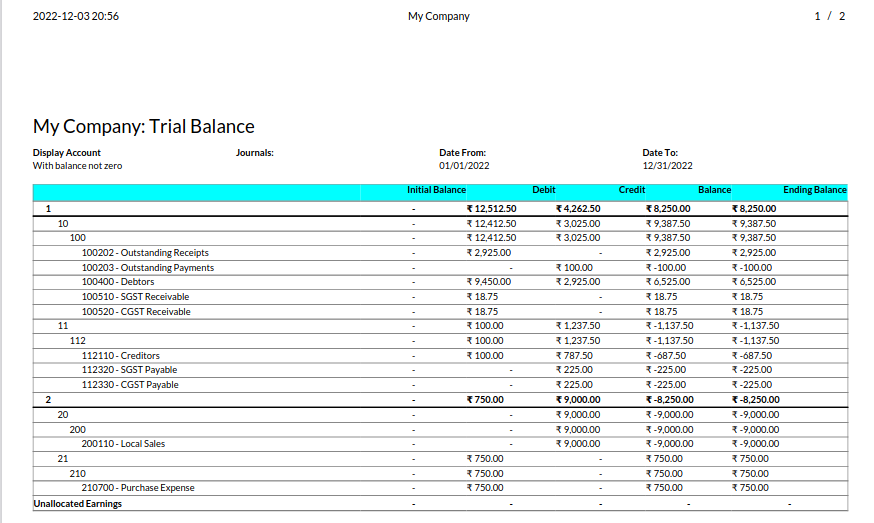 2022-12-03 20:56 My Company 1 / 2
My Company: Trial Balance
Display Account Journals: Date From: Date To:
With balance not zero 01/01/2022 12/31/2022
Initial Balance Debit Credit Balance Ending Balance
1 - ₹ 12,512.50 ₹ 4,262.50 ₹ 8,250.00 ₹ 8,250.00
10 - ₹ 12,412.50 ₹ 3,025.00 ₹ 9,387.50 ₹ 9,387.50
100 - ₹ 12,412.50 ₹ 3,025.00 ₹ 9,387.50 ₹ 9,387.50
100202 - Outstanding Receipts - ₹ 2,925.00 - ₹ 2,925.00 ₹ 2,925.00
100203 - Outstanding Payments - - ₹ 100.00 ₹ -100.00 ₹ -100.00
100400 - Debtors - ₹ 9,450.00 ₹ 2,925.00 ₹ 6,525.00 ₹ 6,525.00
100510 - SGST Receivable - ₹ 18.75 - ₹ 18.75 ₹ 18.75
100520 - CGST Receivable - ₹ 18.75 - ₹ 18.75 ₹ 18.75
11 - ₹ 100.00 ₹ 1,237.50 ₹ -1,137.50 ₹ -1,137.50
112 - ₹ 100.00 ₹ 1,237.50 ₹ -1,137.50 ₹ -1,137.50
112110 - Creditors - ₹ 100.00 ₹ 787.50 ₹ -687.50 ₹ -687.50
112320 - SGST Payable - - ₹ 225.00 ₹ -225.00 ₹ -225.00
112330 - CGST Payable - - ₹ 225.00 ₹ -225.00 ₹ -225.00
2 - ₹ 750.00 ₹ 9,000.00 ₹ -8,250.00 ₹ -8,250.00
20 - - ₹ 9,000.00 ₹ -9,000.00 ₹ -9,000.00
200 - - ₹ 9,000.00 ₹ -9,000.00 ₹ -9,000.00
200110 - Local Sales - - ₹ 9,000.00 ₹ -9,000.00 ₹ -9,000.00
21 - ₹ 750.00 - ₹ 750.00 ₹ 750.00
210 - ₹ 750.00 - ₹ 750.00 ₹ 750.00
210700 - Purchase Expense - ₹ 750.00 - ₹ 750.00 ₹ 750.00
Unallocated Earnings - - - - -